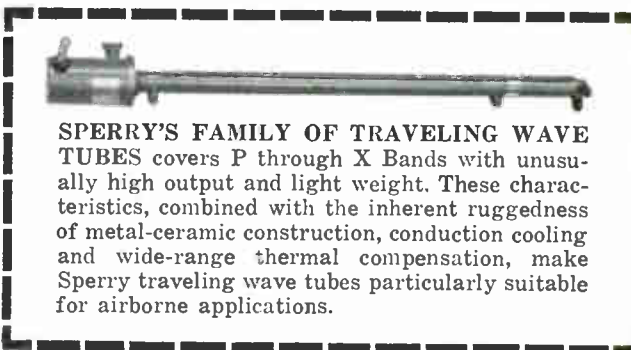 SPERRY'S FAMILY OF TRAVELING WAVE
TUBES covers P through X Bands with unusu-
ally high output and light weight. These charac-
teristics, combined with the inherent ruggedness
of metal-ceramic construction, conduction cooling
and wide-range thermal compensation, make
Sperry traveling wave tubes particularly suitable
for airborne applications.